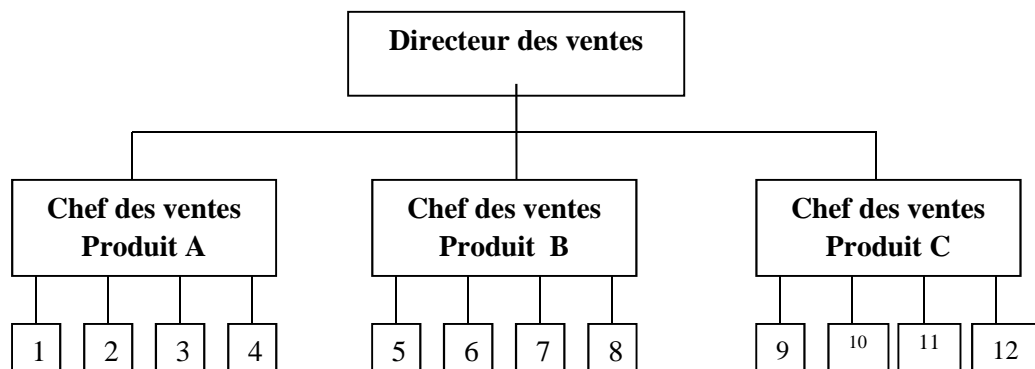 Directeur des ventes
Chef des ventes
Produit A
Chef des ventes
Produit B
Chef des ventes
Produit C
1 2 3 4 5 6 7 8 9 10 11 12